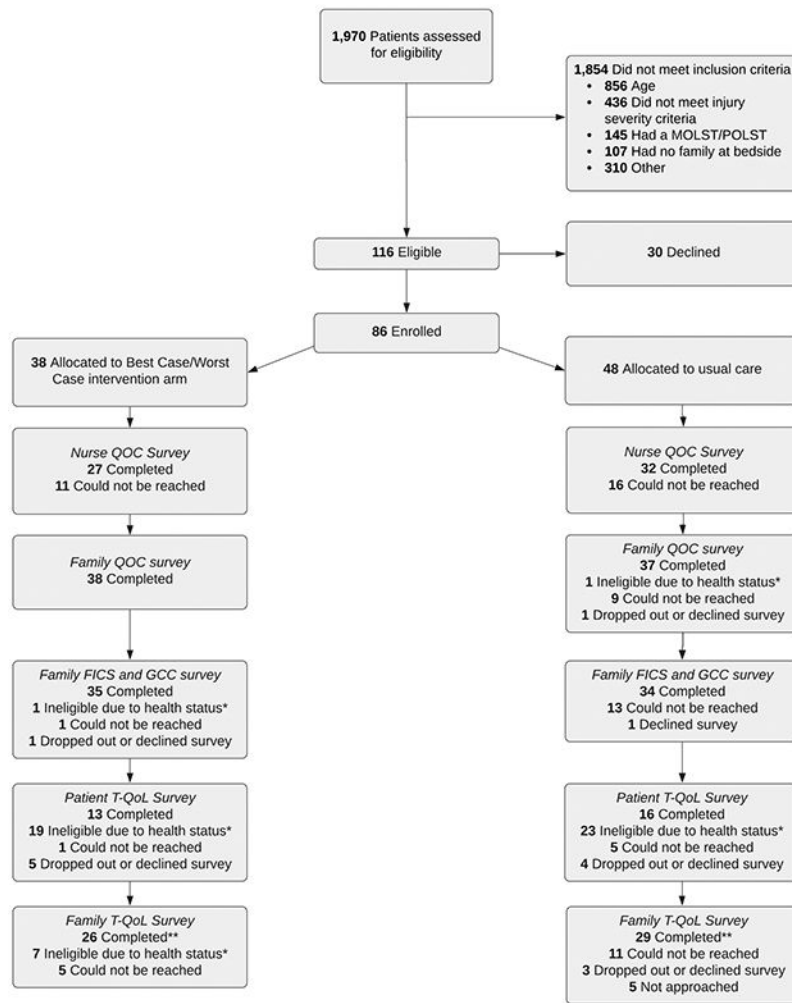 1,970 Patients assessed
for eligibility
1,854 Did not meet inclusion criteria
• 856 Age
• 436 Did not meet injury
severity criteria
• 145 Had a MOLST/POLST
• 107 Had no family at bedside
• 310 Other
116 Eligible
30 Declined
86 Enrolled
38 Allocated to Best Case/Worst
Case intervention arm
48 Allocated to usual care
Nurse QOC Survey
27 Completed
11 Could not be reached
Nurse QOC Survey
32 Completed
16 Could not be reached
Family QOC survey
38 Completed
Family QOC survey
37 Completed
1 Ineligible due to health status*
9 Could not be reached
1 Dropped out or declined survey
Family FICS and GCC survey
35 Completed
1 Ineligible due to health status*
1 Could not be reached
1 Dropped out or declined survey
Family FICS and GCC survey
34 Completed
13 Could not be reached
1 Declined survey
Patient T-QoL Survey
13 Completed
19 Ineligible due to health status*
1 Could not be reached
5 Dropped out or declined survey
Patient T-QoL Survey
16 Completed
23 Ineligible due to health status*
5 Could not be reached
4 Dropped out or declined survey
Family T-QoL Survey
26 Completed**
7 Ineligible due to health status*
5 Could not be reached
Family T-QoL Survey
29 Completed**
11 Could not be reached
3 Dropped out or declined survey
5 Not approached